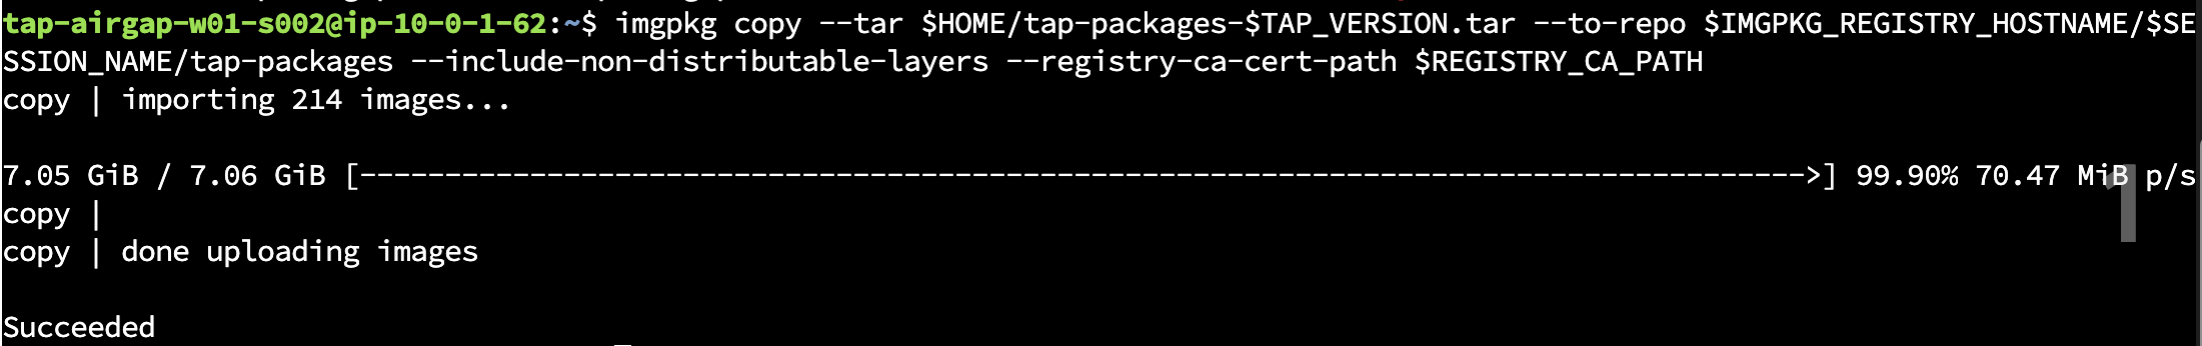 tap-airgap-w01-s002@ip-10-0-1-62:~$ imgpkg copy --tar $HOME/tap-packages-$TAP_VERSION.tar --to-repo $IMGPKG_REGISTRY_HOSTNAME/$SE
SSION_NAME/tap-packages --include-non-distributable-layers --registry-ca-cert-path $REGISTRY_CA_PATH
copy | importing 214 images...
7.05 GiB / 7.06 GiB [------------------------------------------------------------------------------------->] 99.90% 70.47 MiB p/s
copy |
copy | done uploading images
Succeeded